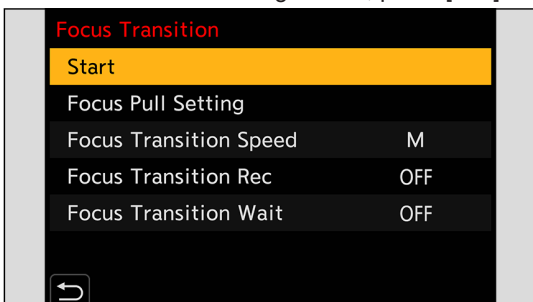 Focus Transition
Start
Focus Pull Setting
Focus Transition Speed M
Focus Transition Rec OFF
Focus Transition Wait OFF